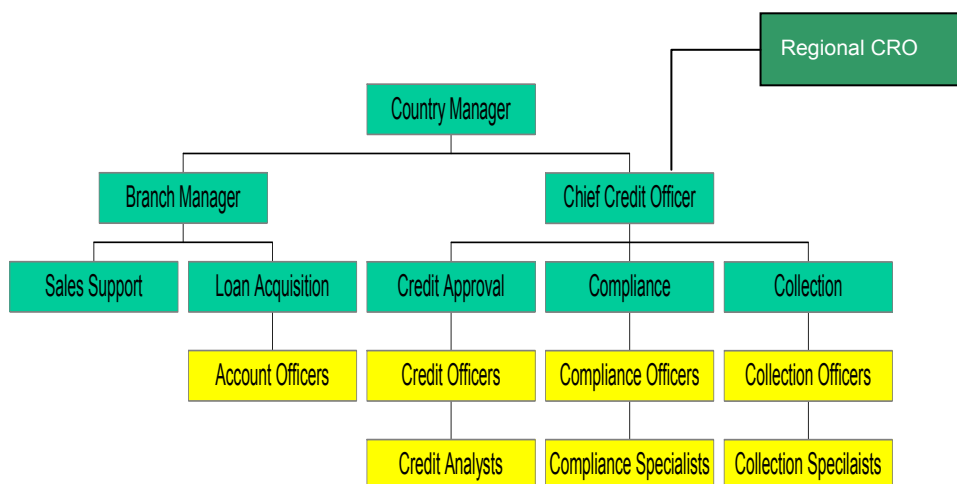 Regional CRO
Country Manager
Branch Manager
Chief Credit Officer
Sales Support
Loan Acquisition
Credit Approval
Compliance
Collection
Account Officers
Credit Officers
Compliance Officers
Collection Officers
Credit Analysts
Compliance Specialists
Collection Specilaists